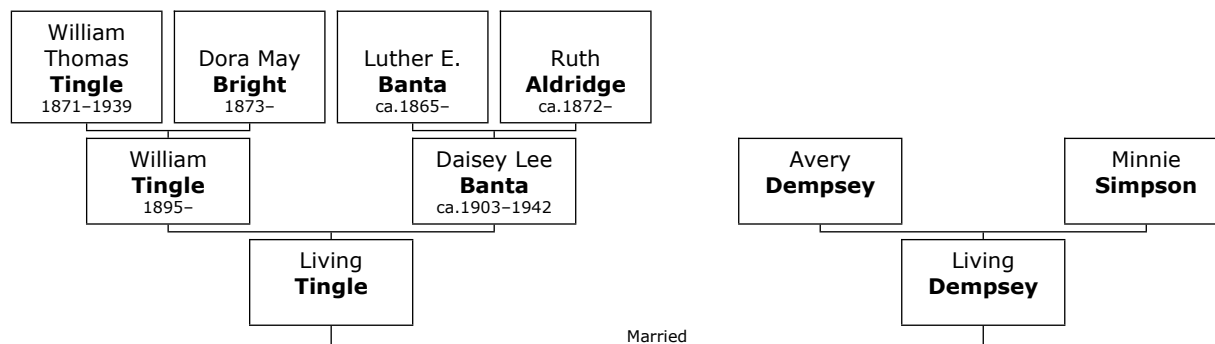 William
Thomas
Tingle
1871–1939
Dora May
Bright
1873–
Luther E.
Banta
ca.1865–
Ruth
Aldridge
ca.1872–
William
Tingle
1895–
Daisey Lee
Banta
ca.1903–1942
Avery
Dempsey
Minnie
Simpson
Living
Tingle
Living
Dempsey
Married